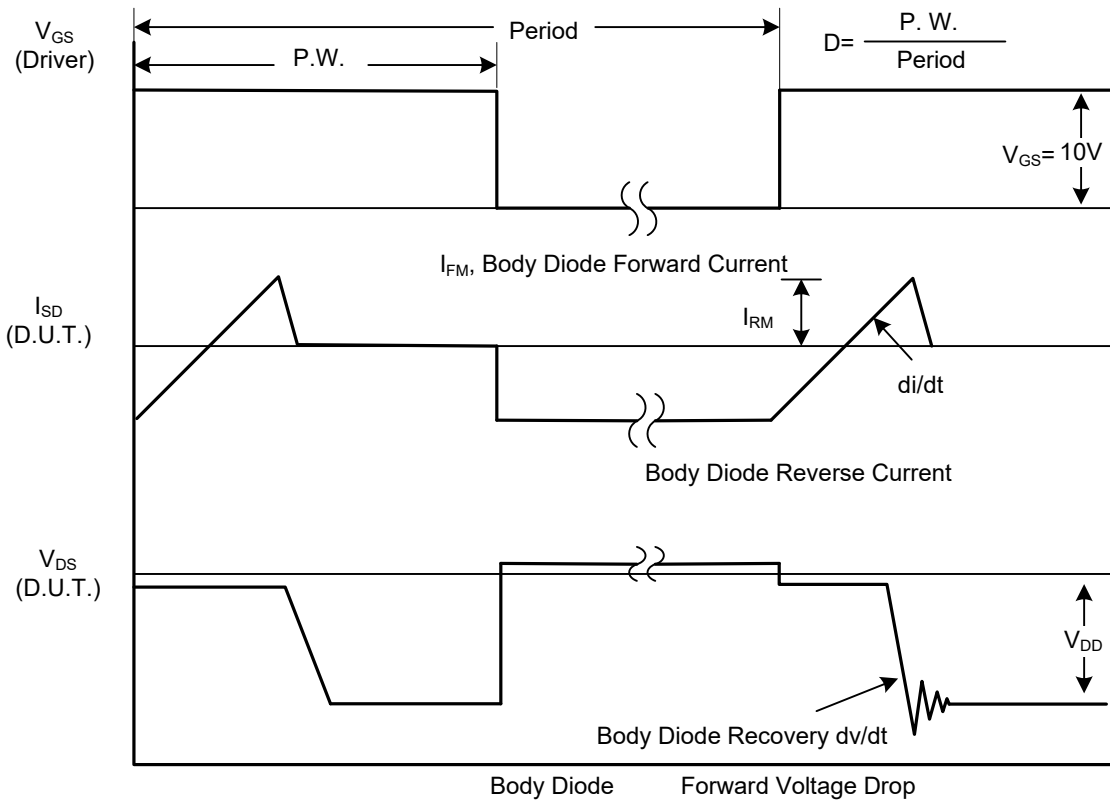 VGS
(Driver)
Period
P.W.
D= P. W.
Period
VGS= 10V
IFM, Body Diode Forward Current
ISD
(D.U.T.)
IRM
di/dt
Body Diode Reverse Current
VDS
(D.U.T.)
VDD
Body Diode Recovery dv/dt
Body Diode Forward Voltage Drop